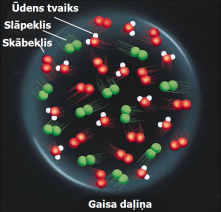 Ūdens tvaiks
Slāpeklis
Skābeklis
Gaisa daļiņa